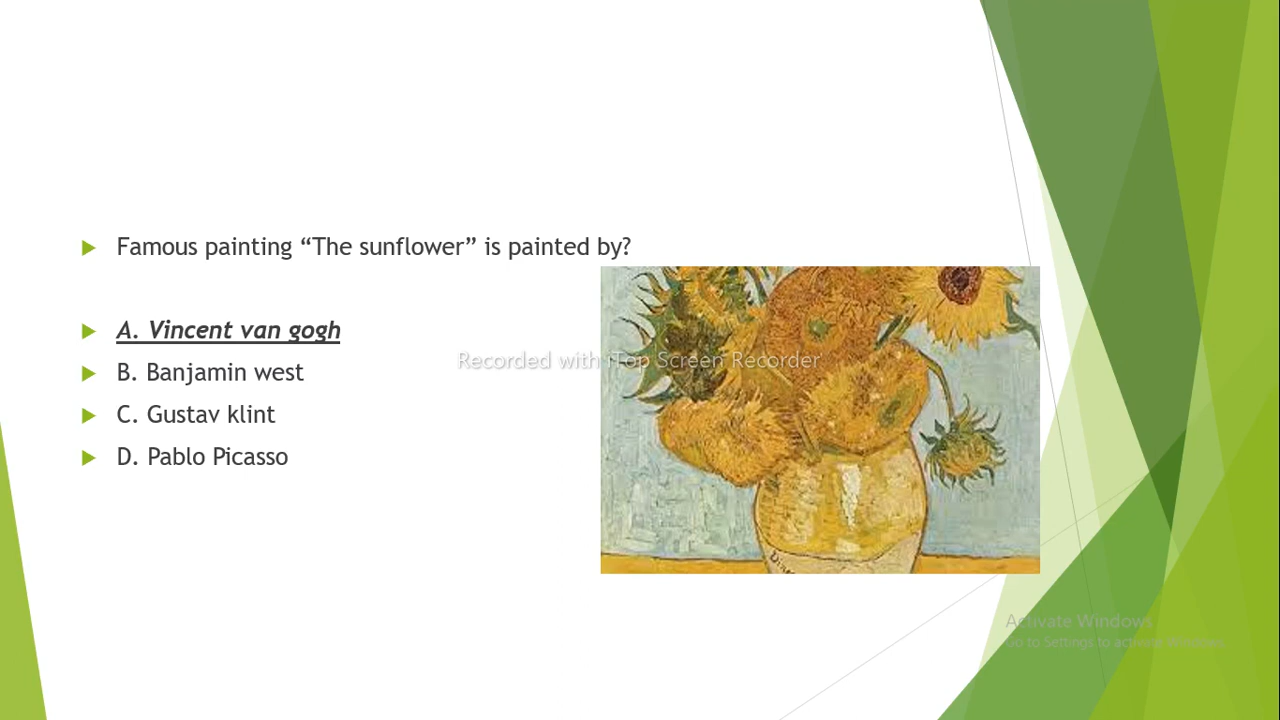 Famous painting “The sunflower” is painted by?
A. Vincent van gogh
Recorded with iTop Screen Recorder
B. Banjamin west
C. Gustav klint
D. Pablo Picasso
Activate Windows
Go to Settings to activate Windows.